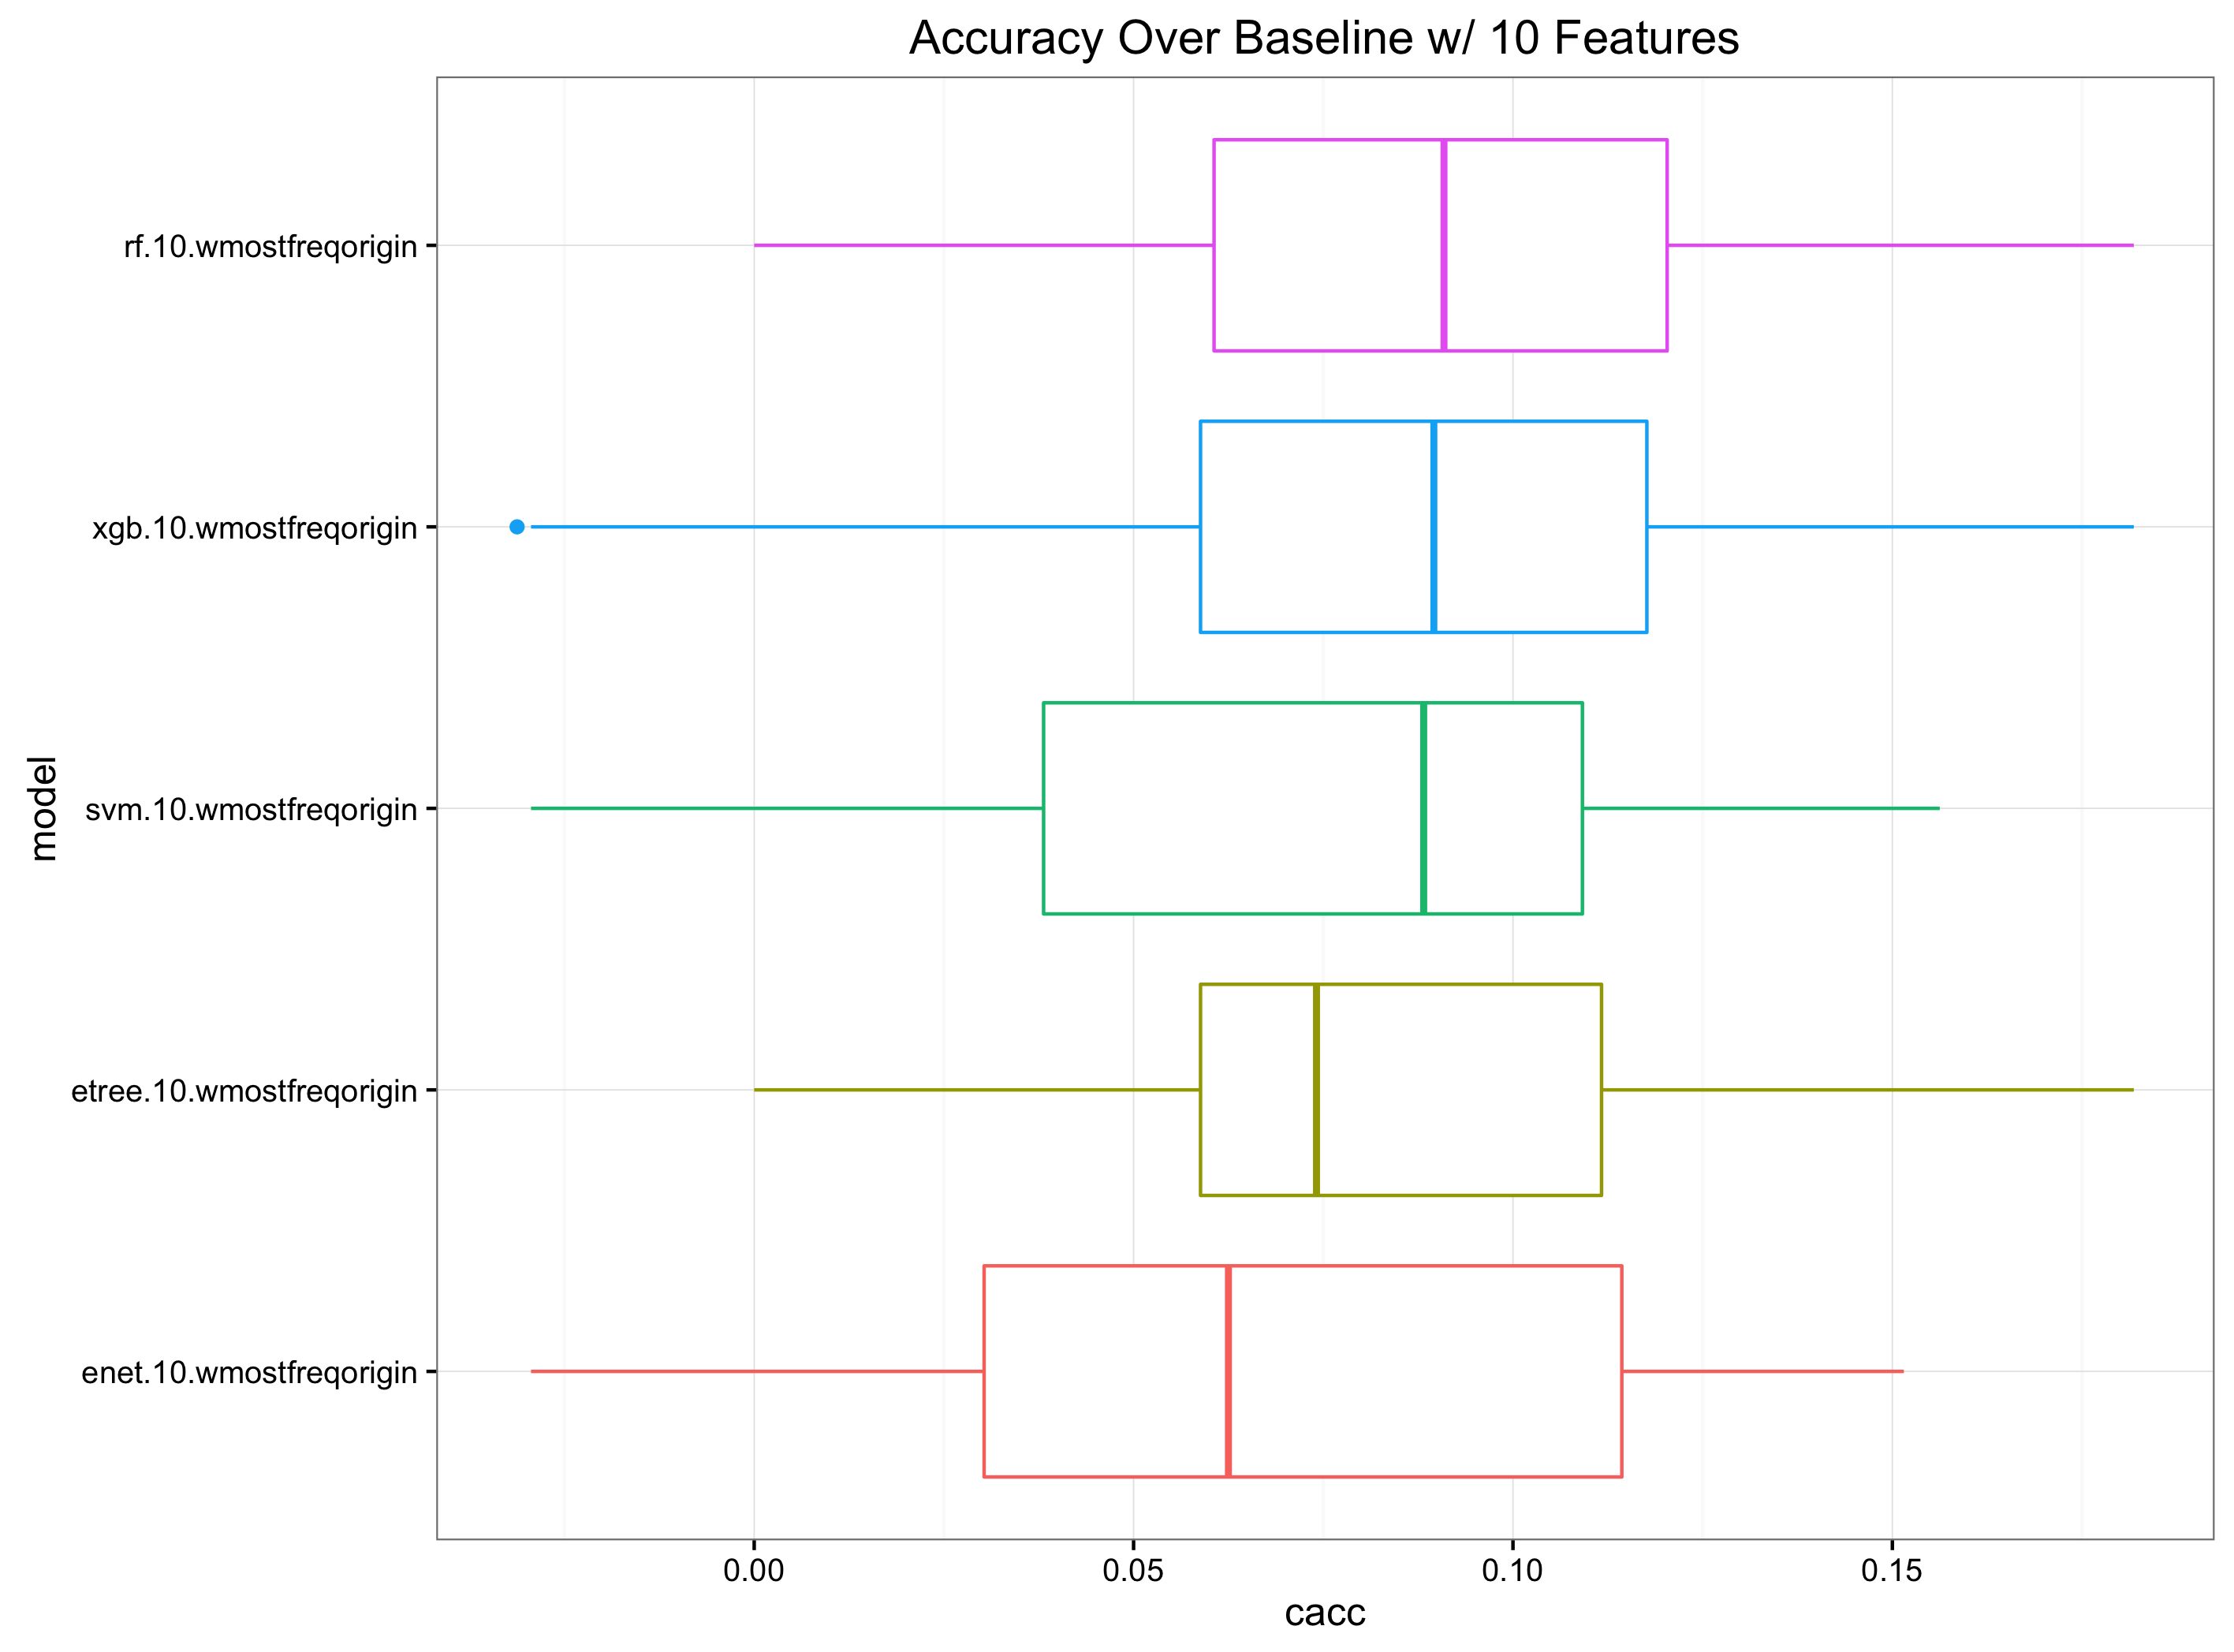 Accuracy Over Baseline w/ 10 Features
model
rf.10.wmostfreqorigin
xgb.10.wmostfreqorigin
svm.10.wmostfreqorigin
etree.10.wmostfreqorigin
enet.10.wmostfreqorigin
0.00 0.05 0.10 0.15
cacc